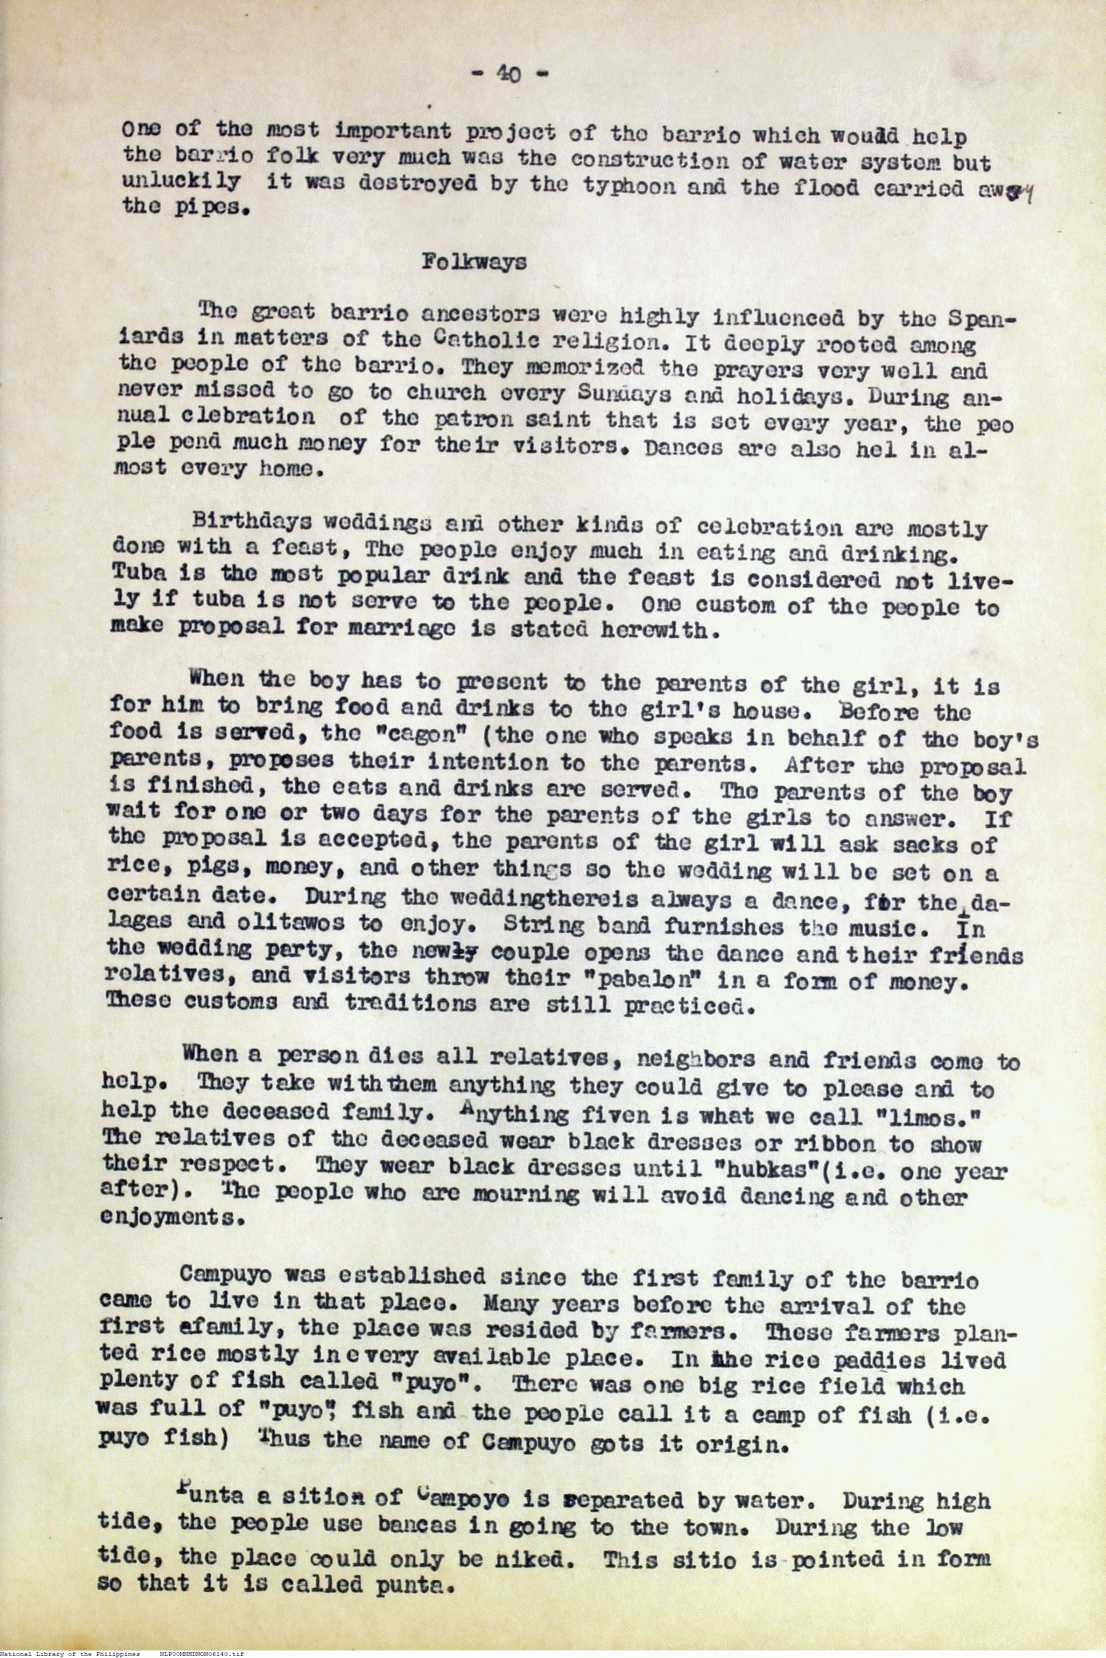 - 40 -
One of the most important project of the barrio which would help
the barrio folk very much was the construction of water system but
unluckily it was destroyed by the typhoon and the flood carried away
the pipes.
Folkways
The great barrio ancestors were highly influenced by the Span-
iards in matters of the Catholic religion. It deeply rooted among
the people of the barrio. They memorized the prayers very well and
never missed to go to church every Sundays and holidays. During an-
nual clebration of the patron saint that is set every year, the peo
ple pend much money for their visitors. Dances are also hel in al-
most every home.
Birthdays weddings and other kinds of celebration are mostly
done with a feast, The people enjoy much in eating and drinking.
Tuba is the most popular drink and the feast is considered not live-
ly if tuba is not serve to the people. One custom of the people to
make proposal for marriage is stated herewith.
When the boy has to present to the parents of the girl, it is
for him to bring food and drinks to the girl's house. Before the
food is served, the "cagon" (the one who speaks in behalf of the boy's
parents, proposes their intention to the parents. After the proposal
is finished, the eats and drinks are served. The parents of the boy
wait for one or two days for the parents of the girls to answer. If
the proposal is accepted, the parents of the girl will ask sacks of
rice, pigs, money, and other things so the wedding will be set on a
certain date. During the weddingthereis always a dance, for the da-
lagas and olitawos to enjoy. String band furnishes the music. In
the wedding party, the newly couple opens the dance and their friends
relatives, and visitors throw their "pabalon" in a form of money.
These customs and traditions are still practiced.
When a person dies all relatives, neighbors and friends come to
help. They take withthem anything they could give to please and to
help the deceased family. Anything fiven is what we call "limos."
The relatives of the deceased wear black dresses or ribbon to show
their respect. They wear black dresses until "hubkas"(i.e. one year
after). The people who are mourning will avoid dancing and other
enjoyments.
Campuyo was established since the first family of the barrio
came to live in that place. Many years before the arrival of the
first afamily, the place was resided by farmers. These farmers plan-
ted rice mostly in every available place. In the rice paddies lived
plenty of fish called "puyo". There was one big rice field which
was full of "puyo", fish and the people call it a camp of fish (i.e.
puyo fish) Thus the name of Campuyo gots it origin.
Punta a sition of Campoyo is separated by water. During high
tide, the people use bancas in going to the town. During the low
tide, the place could only be niked. This sitio is pointed in form
so that it is called punta.
National Library of the Philippines